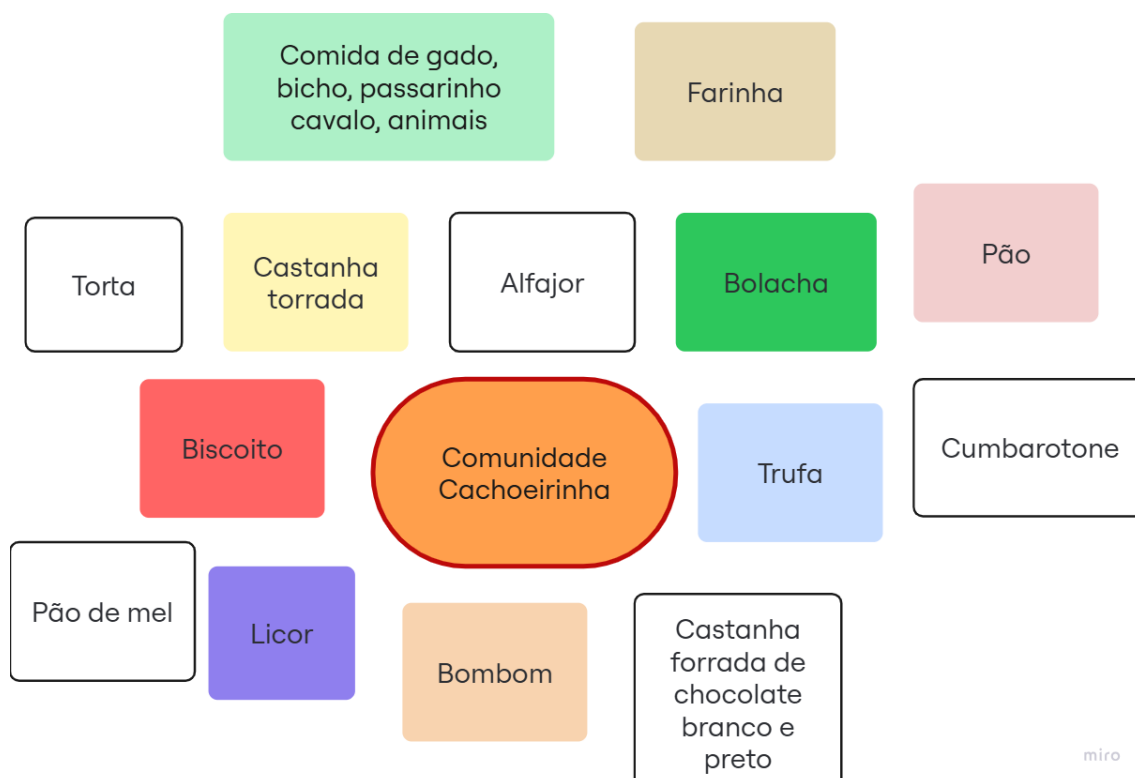 Comida de gado,
bicho, passarinho
cavalo, animais
Farinha
Torta
Castanha
torrada
Alfajor
Bolacha
Pão
Biscoito
Comunidade
Cachoeirinha
Trufa
Cumbarotone
Pão de mel
Licor
Bombom
Castanha
forrada de
chocolate
branco e
preto
miro